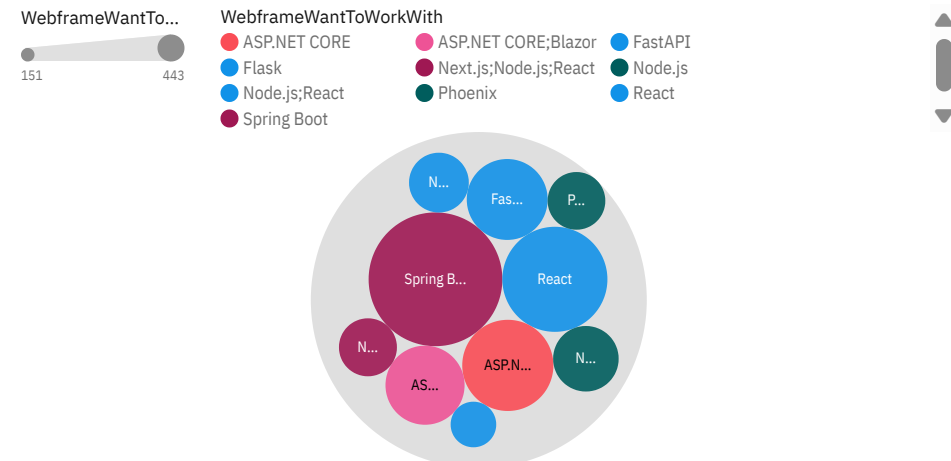 WebframeWantTo...
151
443
WebframeWantToWorkWith
ASP.NET CORE
ASP.NET CORE;Blazor
FastAPI
Flask
Next.js;Node.js;React
Node.js
Node.js;React
Phoenix
React
Spring Boot
N...
Fas...
P...
Spring B...
React
N...
ASP.N...
N...
AS...